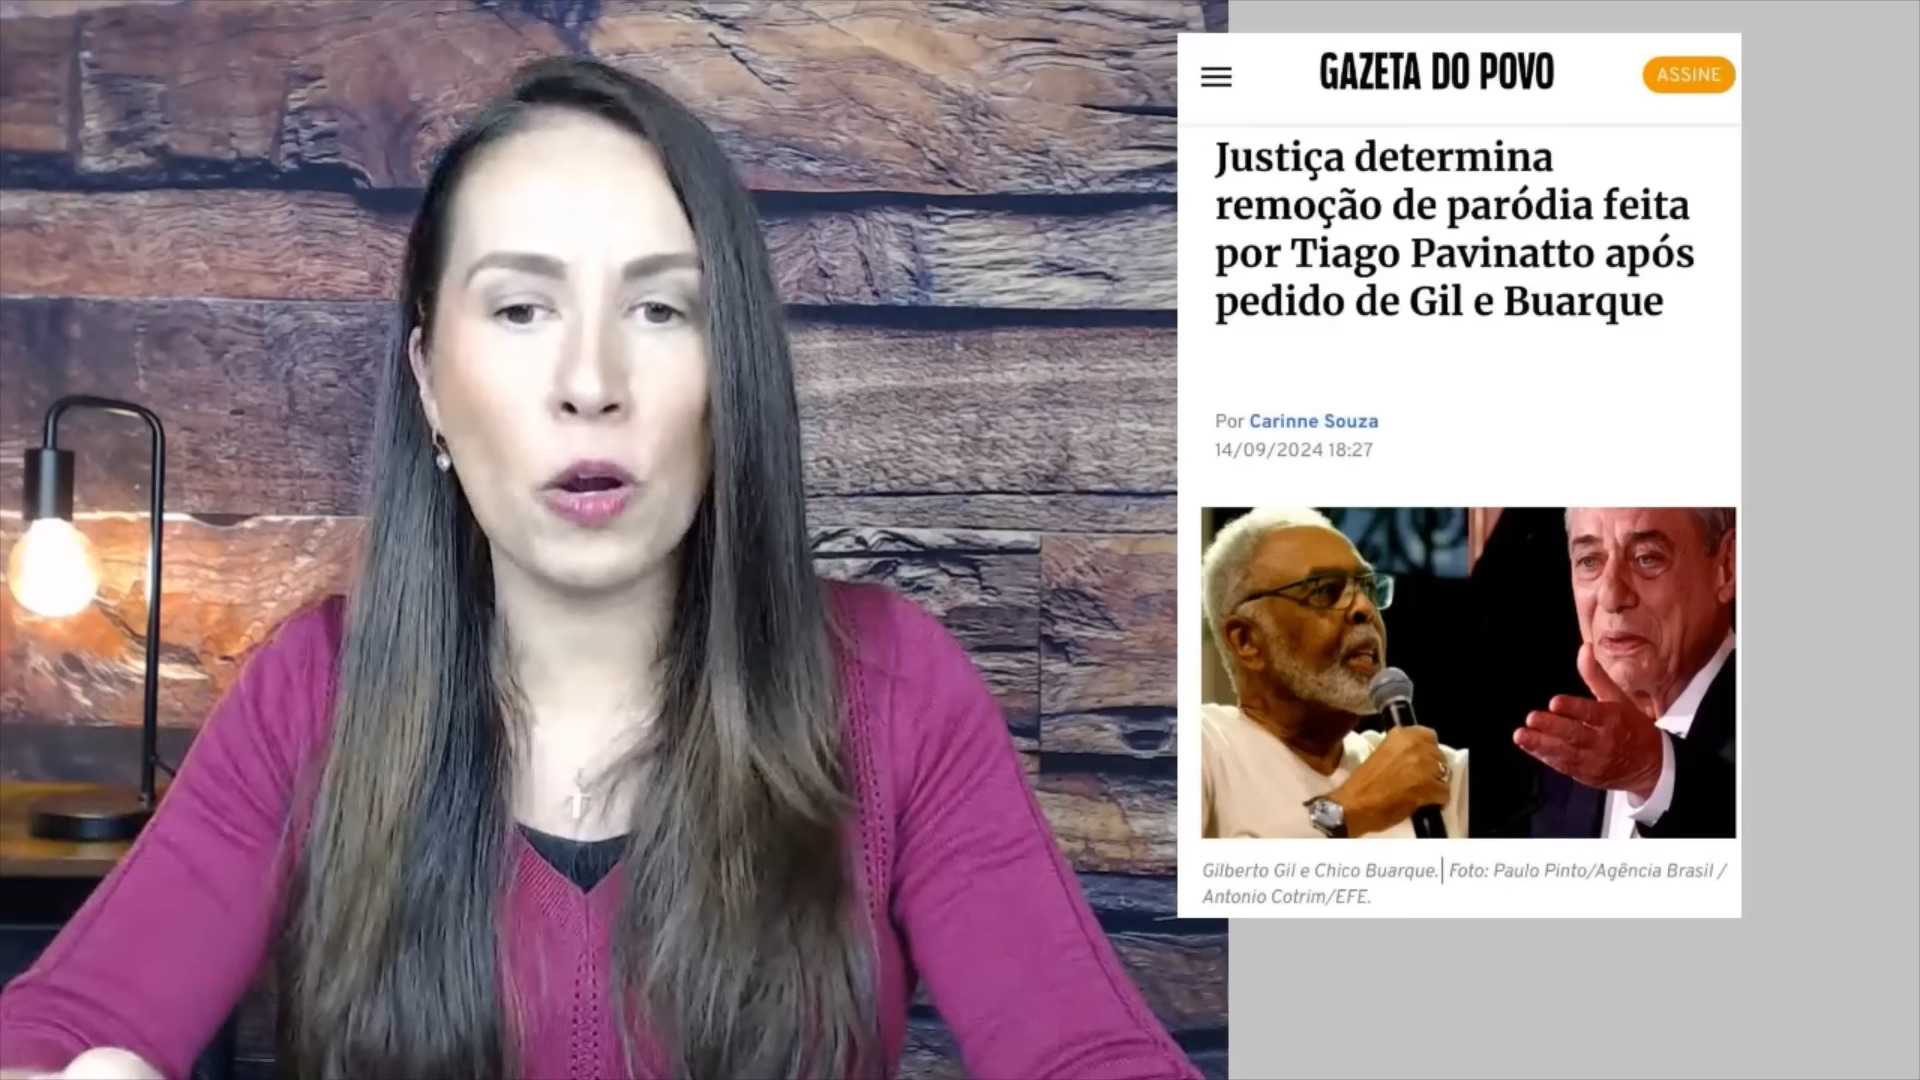 GAZETA DO POVO
ASSINE
Justiça determina
remoção de paródia feita
por Tiago Pavinatto após
pedido de Gil e Buarque
Por Carinne Souza
14/09/2024 18:27
Gilberto Gil e Chico Buarque.| Foto: Paulo Pinto/Agência Brasil /
Antonio Cotrim/EFE.